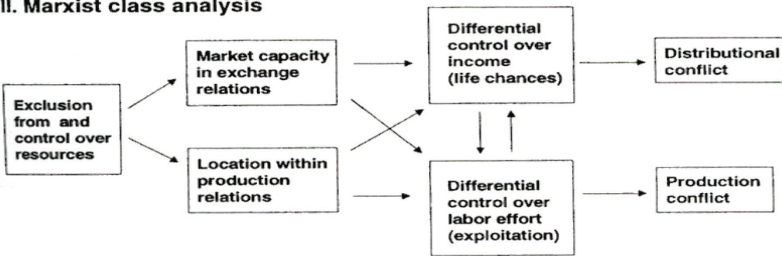 II. Marxist class analysis
Exclusion
from and
control over
resources
Market capacity
in exchange
relations
Location within
production
relations
Differential
control over
income
(life chances)
Differential
control over
labor effort
(exploitation)
Distributional
conflict
Production
conflict